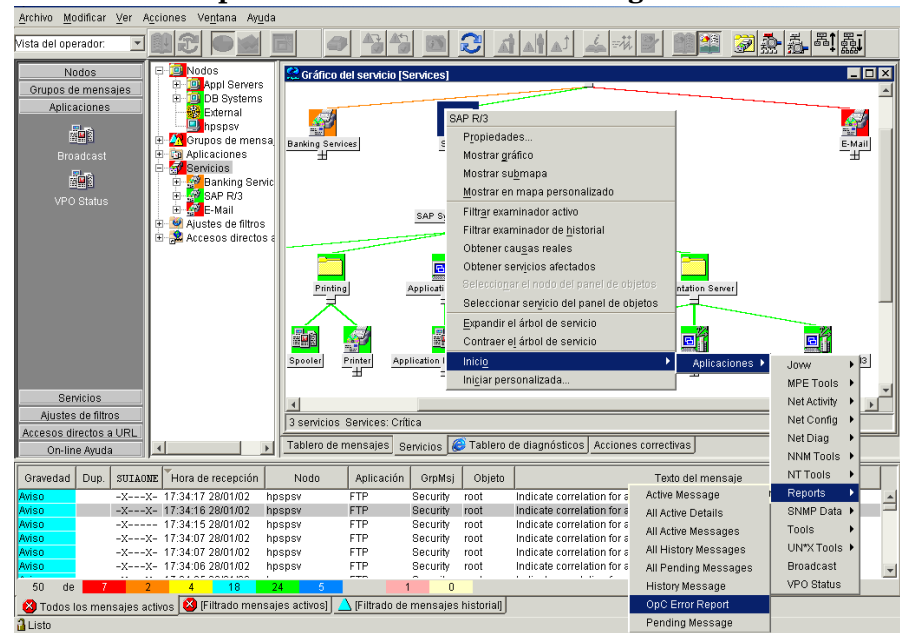 Archivo Modificar Ver Acciones Ventana Ayuda
Vista del operador:
Nodos
Grupos de mensajes
Aplicaciones
Broadcast
VPO Status
Servicios
Ajustes de filtros
Accesos directos a URL
On-line Ayuda
Nodos
Appl Servers
DB Systems
External
hpspsv
Grupos de mensa
Aplicaciones
Servicios
Banking Servic
SAP R/3
E-Mail
Ajustes de filtros
Accesos directos a
Gráfico del servicio [Services]
Banking Services
E-Mail
SAP
Printing
Applicati
ntation Server
Spooler
Printer
Application
SAP R/3
Propiedades...
Mostrar gráfico
Mostrar submapa
Mostrar en mapa personalizado
Filtrar examinador activo
Filtrar examinador de historial
Obtener causas reales
Obtener servicios afectados
Seleccionar el nodo del panel de objetos
Seleccionar servicio del panel de objetos
Expandir el árbol de servicio
Contraer el árbol de servicio
Inicio
Iniciar personalizada...
Aplicaciones
Jovw
MPE Tools
Net Activity
Net Config
Net Diag
NNM Tools
NT Tools
Reports
SNMP Data
Tools
UN*X Tools
Broadcast
VPO Status
Active Message
All Active Details
All Active Messages
All History Messages
All Pending Messages
History Message
OpC Error Report
Pending Message
3 servicios Services: Crítica
Tablero de mensajes Servicios Tablero de diagnósticos Acciones correctivas
Gravedad Dup. SUIAONE Hora de recepción Nodo Aplicación GrpMsj Objeto Texto del mensaje
Aviso -X---X- 17:34:17 28/01/02 hpspsv FTP Security root Indicate correlation for a
Aviso -X---X- 17:34:16 28/01/02 hpspsv FTP Security root Indicate correlation for a
Aviso -X----- 17:34:15 28/01/02 hpspsv FTP Security root Indicate correlation for a
Aviso -X---X- 17:34:07 28/01/02 hpspsv FTP Security root Indicate correlation for a
Aviso -X---X- 17:34:07 28/01/02 hpspsv FTP Security root Indicate correlation for a
Aviso -X---X- 17:34:06 28/01/02 hpspsv FTP Security root Indicate correlation for a
50 de 7 2 4 18 24 5 1 0
Todos los mensajes activos [Filtrado mensajes activos] [Filtrado de mensajes historial]
Listo